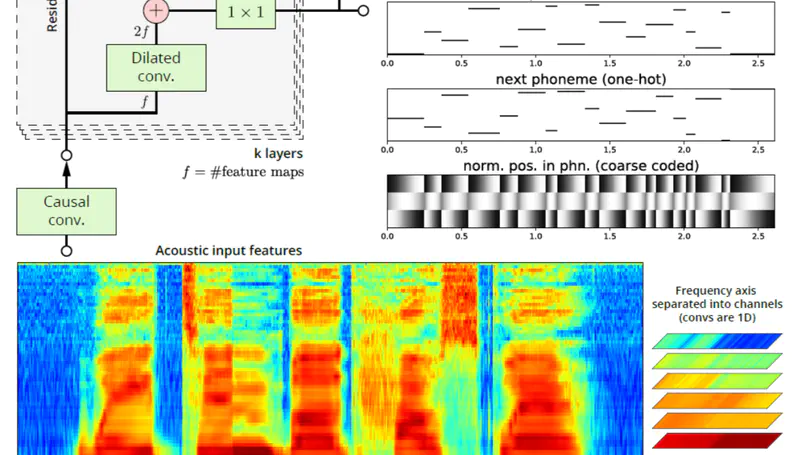 Resid
+
1 × 1
2f
Dilated
conv.
f
k layers
f = #feature maps
Causal
conv.
0.0 0.5 1.0 1.5 2.0 2.5
next phoneme (one-hot)
0.0 0.5 1.0 1.5 2.0 2.5
norm. pos. in phn. (coarse coded)
0.0 0.5 1.0 1.5 2.0 2.5
Acoustic input features
Frequency axis
separated into channels
(convs are 1D)